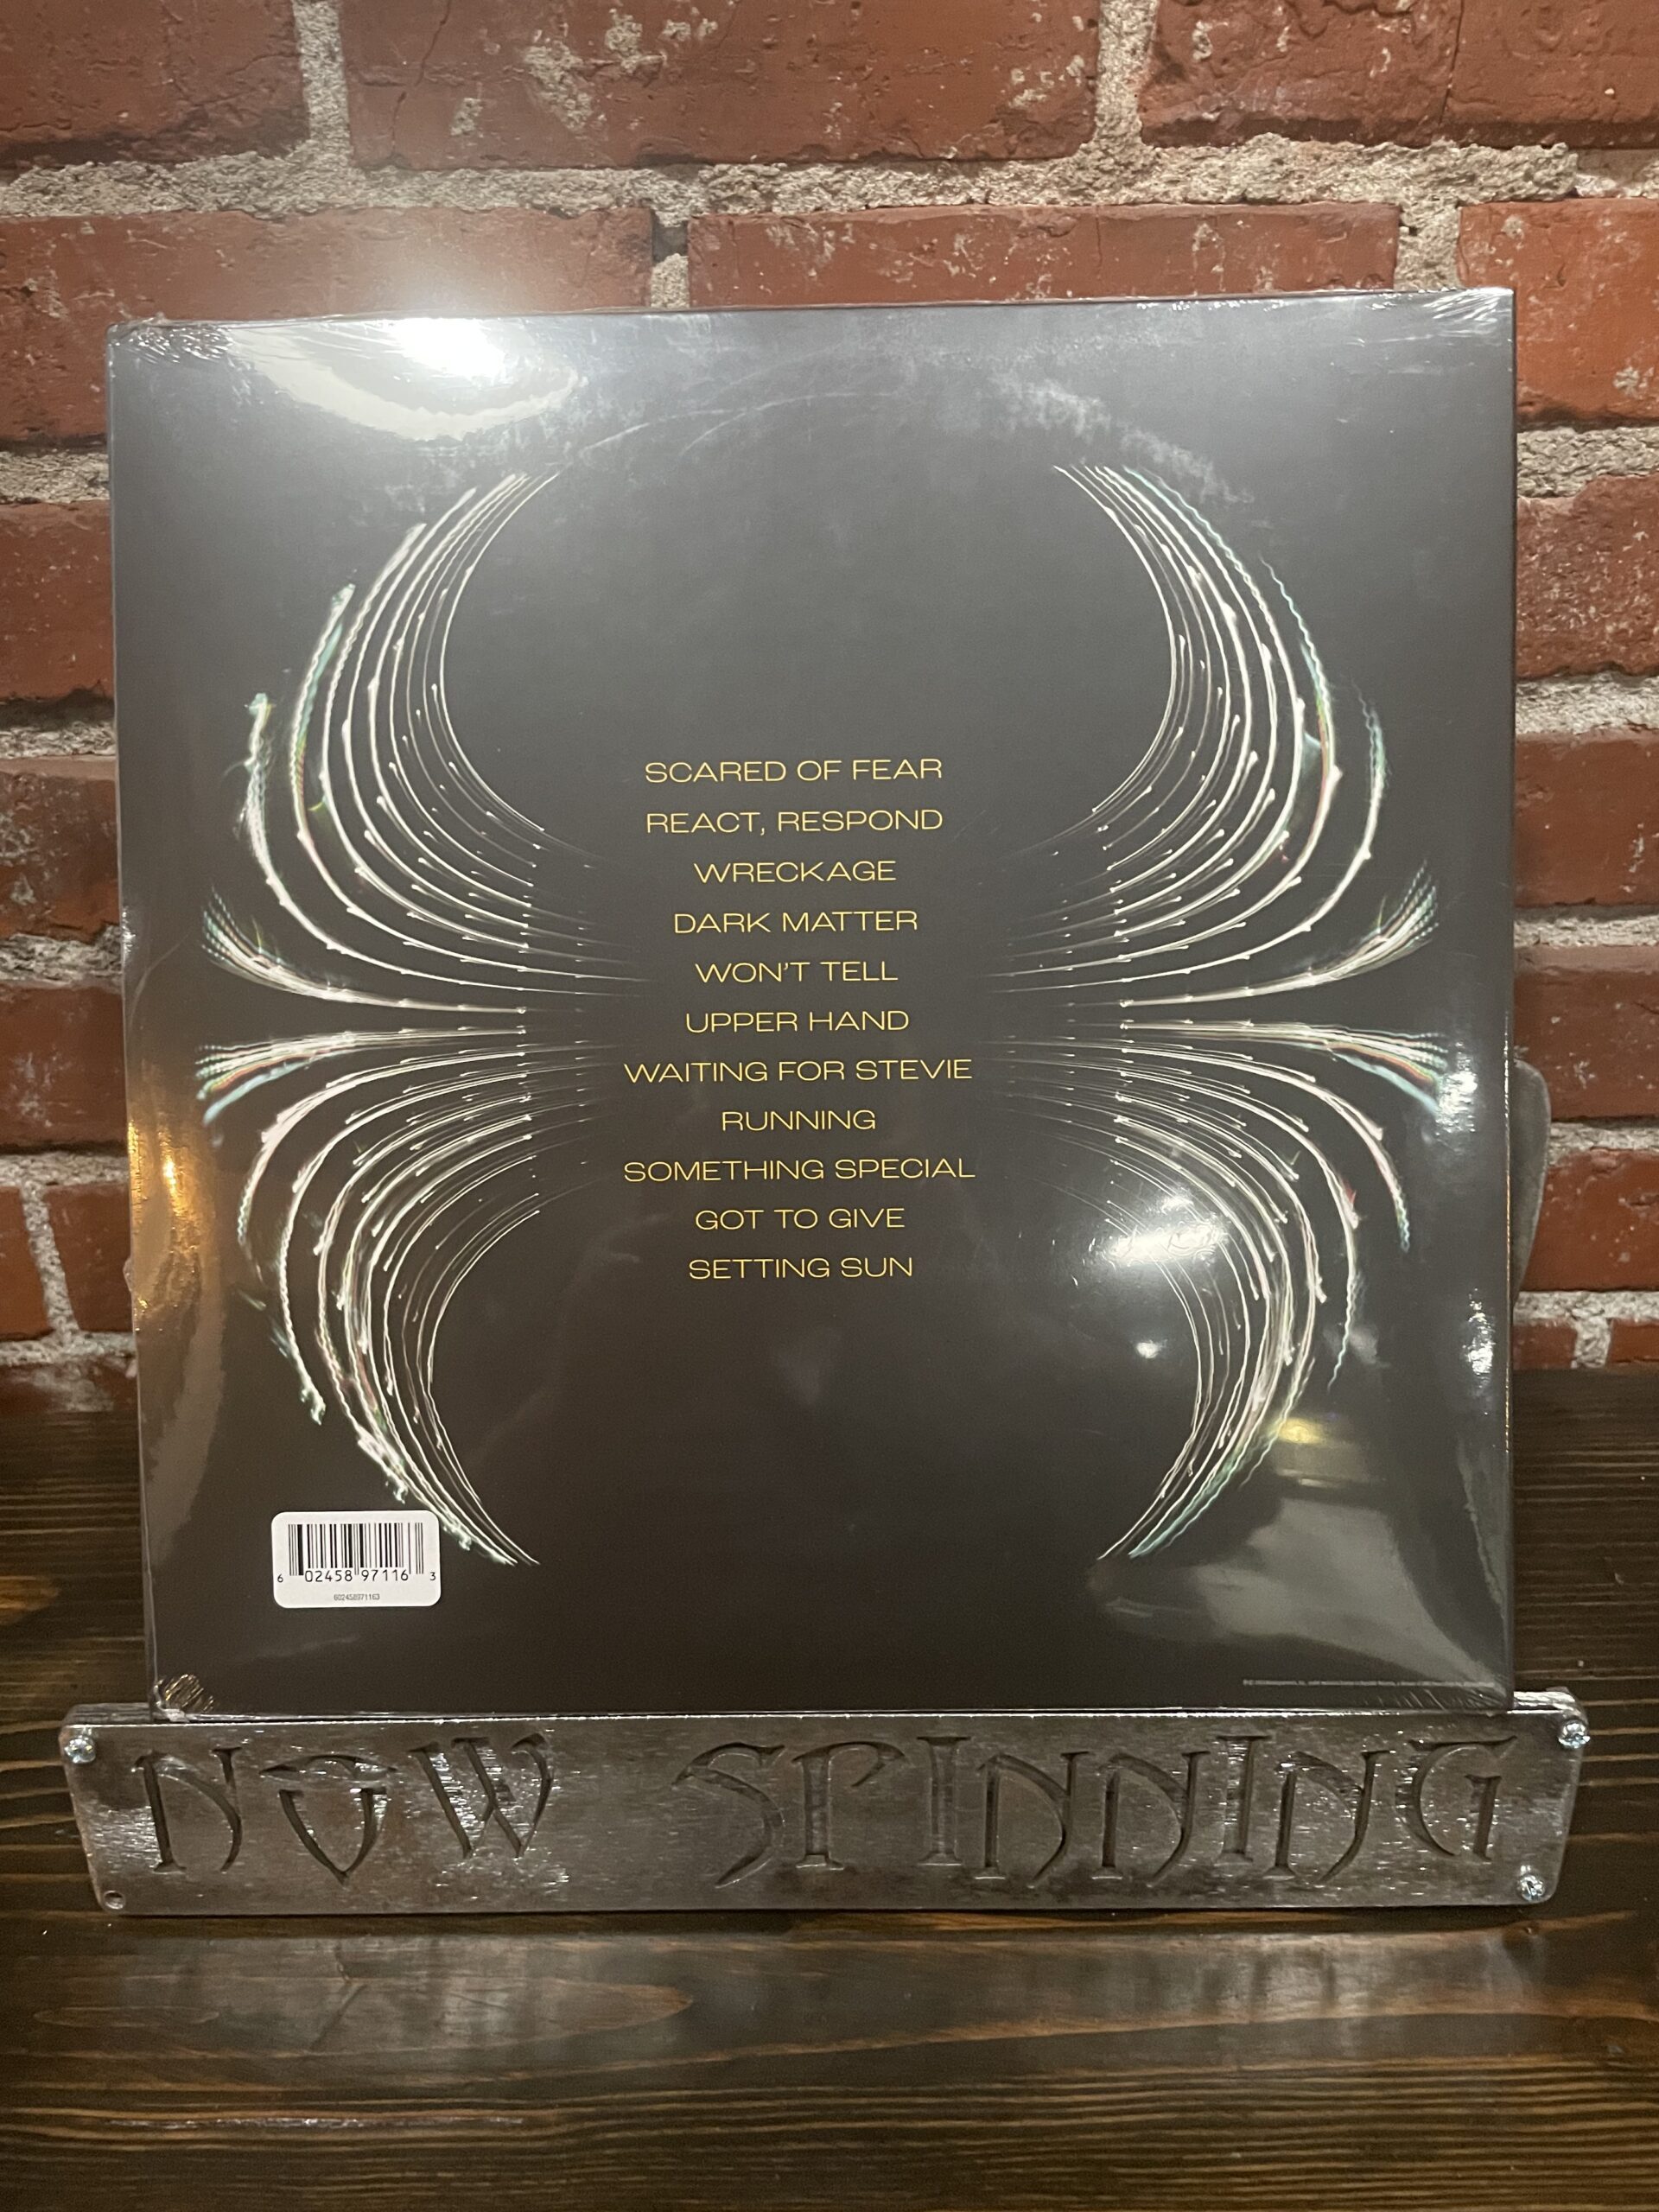 SCARED OF FEAR
REACT, RESPOND
WRECKAGE
DARK MATTER
WON'T TELL
UPPER HAND
WAITING FOR STEVIE
RUNNING
SOMETHING SPECIAL
GOT TO GIVE
SETTING SUN
6 02458 97116 3
602458971163
NOW SPINNING